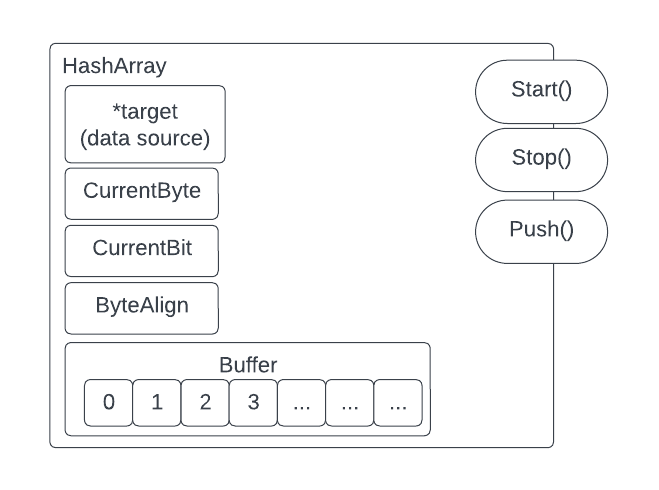 HashArray
*target
(data source)
CurrentByte
CurrentBit
ByteAlign
Buffer
0 1 2 3 ... ... ...
Start()
Stop()
Push()